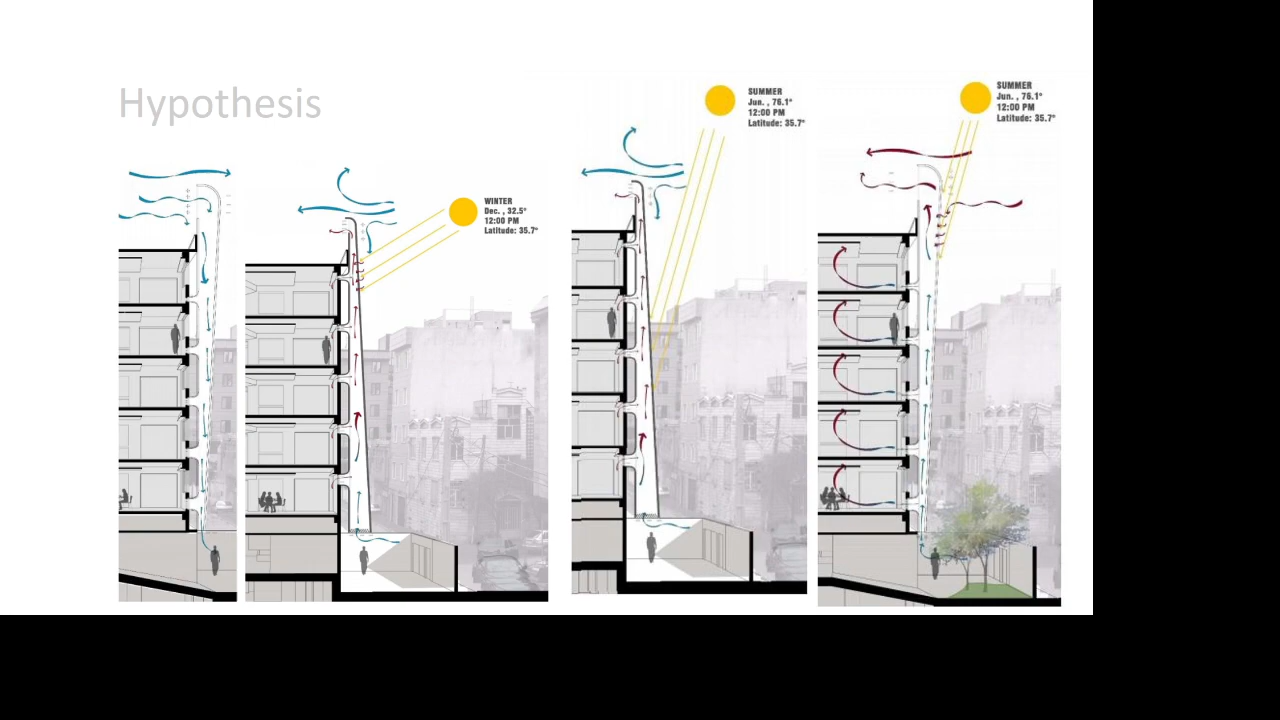 Hypothesis
WINTER
Dec. , 32.5°
12:00 PM
Latitude: 35.7°
SUMMER
Jun. , 76.1°
12:00 PM
Latitude: 35.7°
SUMMER
Jun. , 76.1°
12:00 PM
Latitude: 35.7°